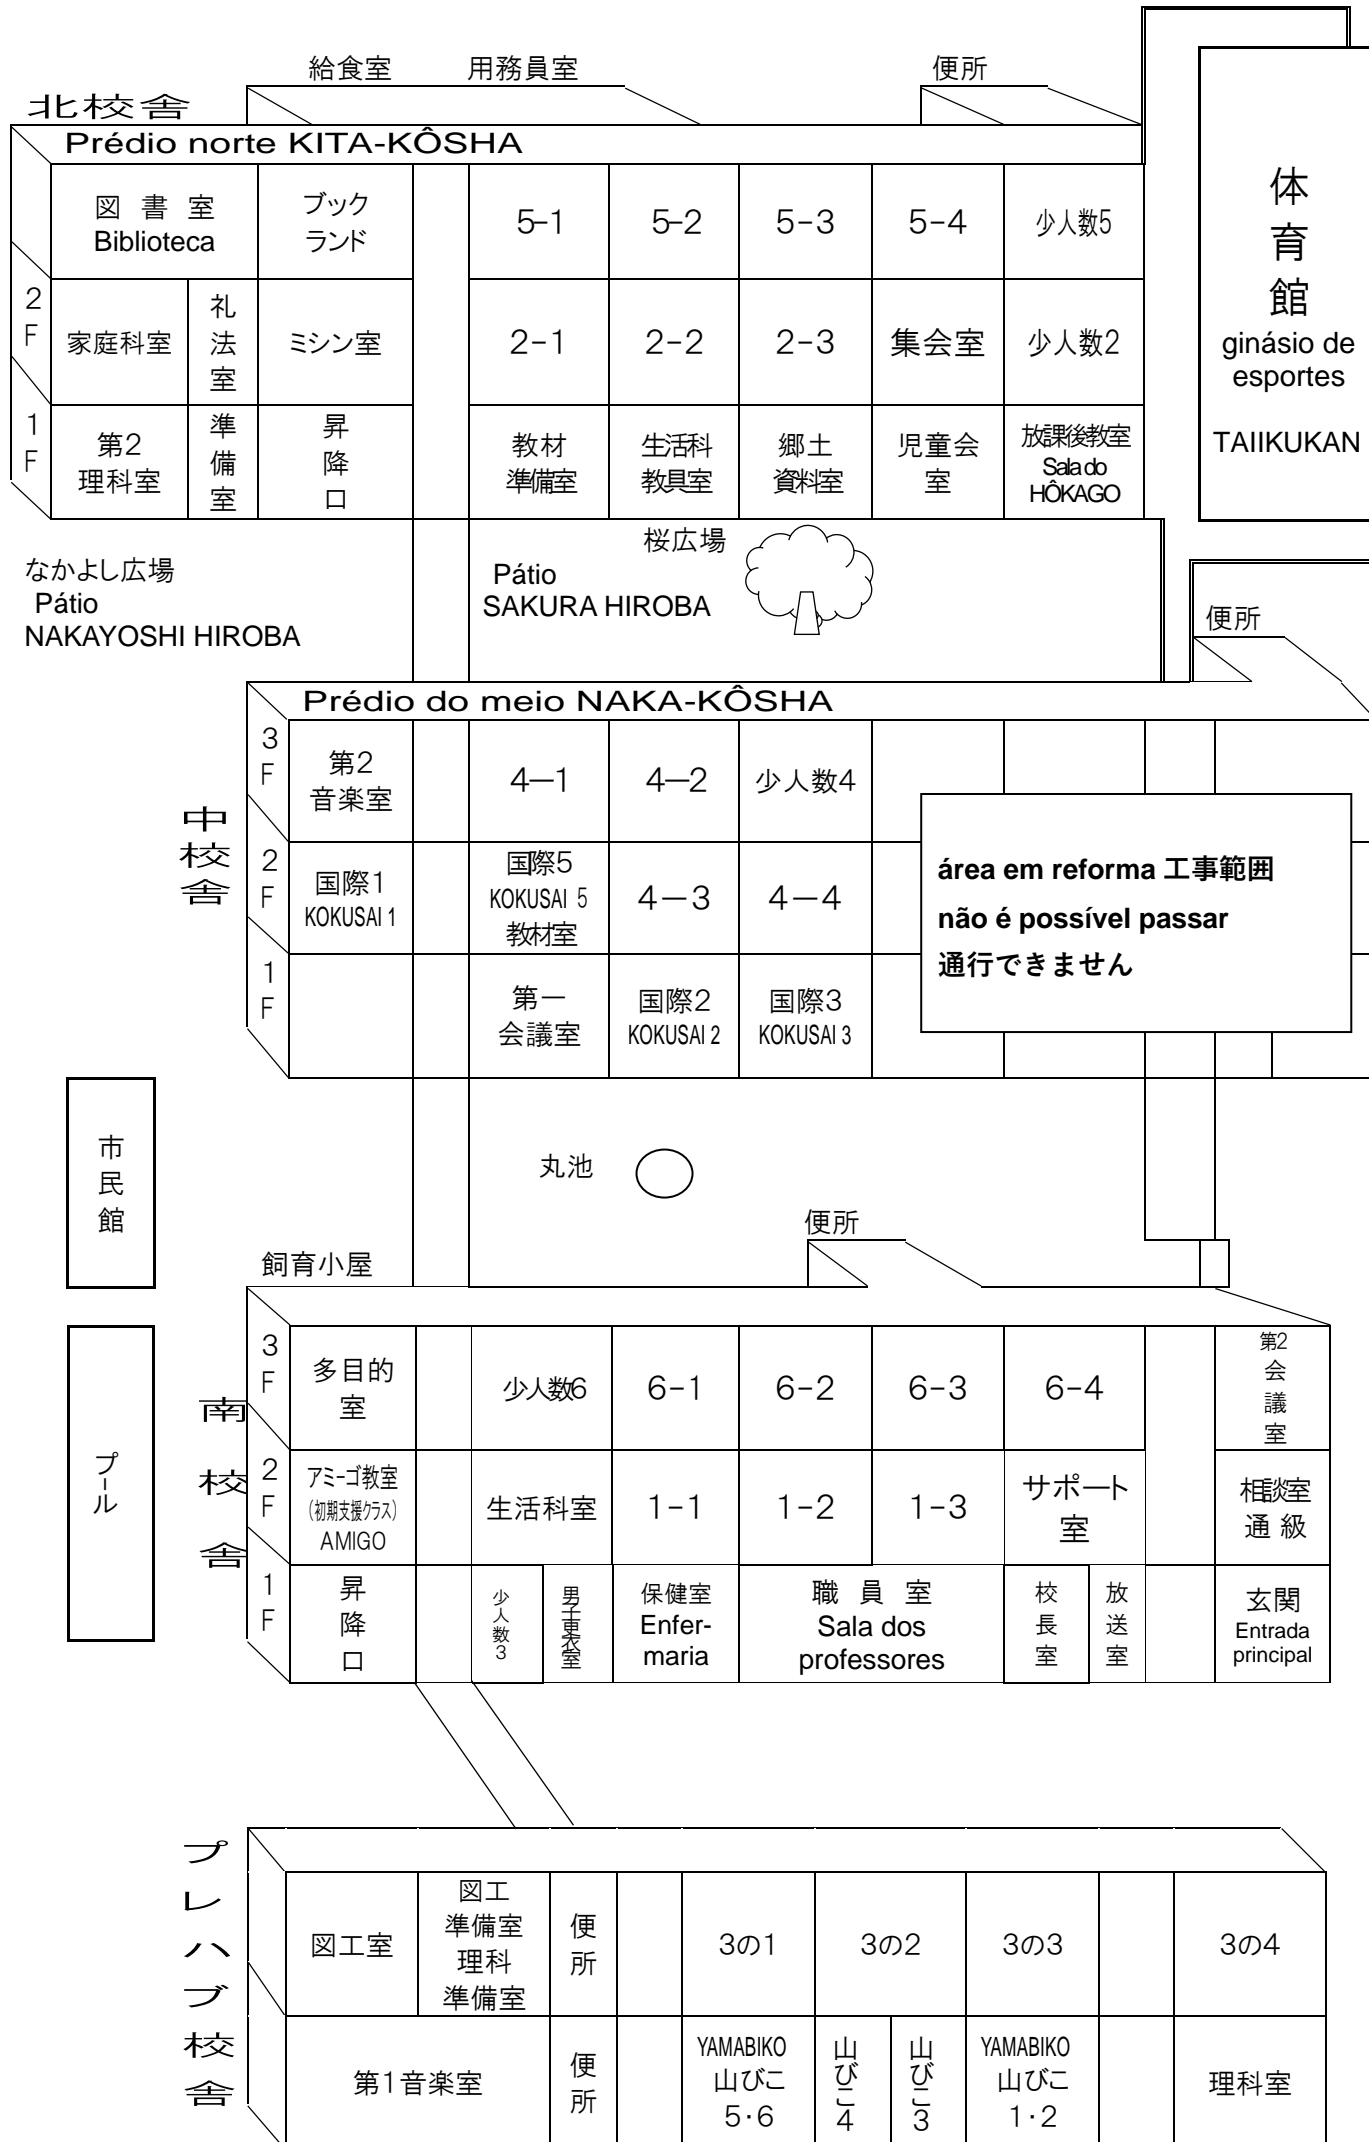 給食室 用務員室 便所
北校舎
Prédio norte KITA-KÔSHA
図 書 室
Biblioteca
ブック
ランド
5-1
5-2
5-3
5-4
少人数5
体
育
館
ginásio de
esportes
TAIIKUKAN
2
F
家庭科室
礼
法
室
ミシン室
2-1
2-2
2-3
集会室
少人数2
1
F
第2
理科室
準
備
室
昇
降
口
教材
準備室
生活科
教具室
郷土
資料室
児童会
室
放課後教室
Sala do
HÔKAGO
なかよし広場
Pátio
NAKAYOSHI HIROBA
桜広場
Pátio
SAKURA HIROBA
便所
Prédio do meio NAKA-KÔSHA
中
校
舎
3
F
第2
音楽室
4―1
4―2
少人数4
2
F
国際1
KOKUSAI 1
国際5
KOKUSAI 5
教材室
4－3
4－4
área em reforma 工事範囲
não é possível passar
通行できません
1
F
第一
会議室
国際2
KOKUSAI 2
国際3
KOKUSAI 3
市
民
館
丸池
便所
飼育小屋
プール
南
校
舎
3
F
多目的
室
少人数6
6-1
6-2
6-3
6-4
第2
会
議
室
2
F
アミーゴ教室
(初期支援クラス)
AMIGO
生活科室
1-1
1-2
1-3
サポート
室
相談室
通 級
1
F
昇
降
口
少人数3
男子更衣室
保健室
Enfer-
maria
職 員 室
Sala dos
professores
校
長
室
放
送
室
玄関
Entrada
principal
プ
レ
ハ
ブ
校
舎
図工室
図工
準備室
理科
準備室
便
所
3の1
3の2
3の3
3の4
第1音楽室
便
所
YAMABIKO
山びこ
5・6
山びこ4
山びこ3
YAMABIKO
山びこ
1・2
理科室